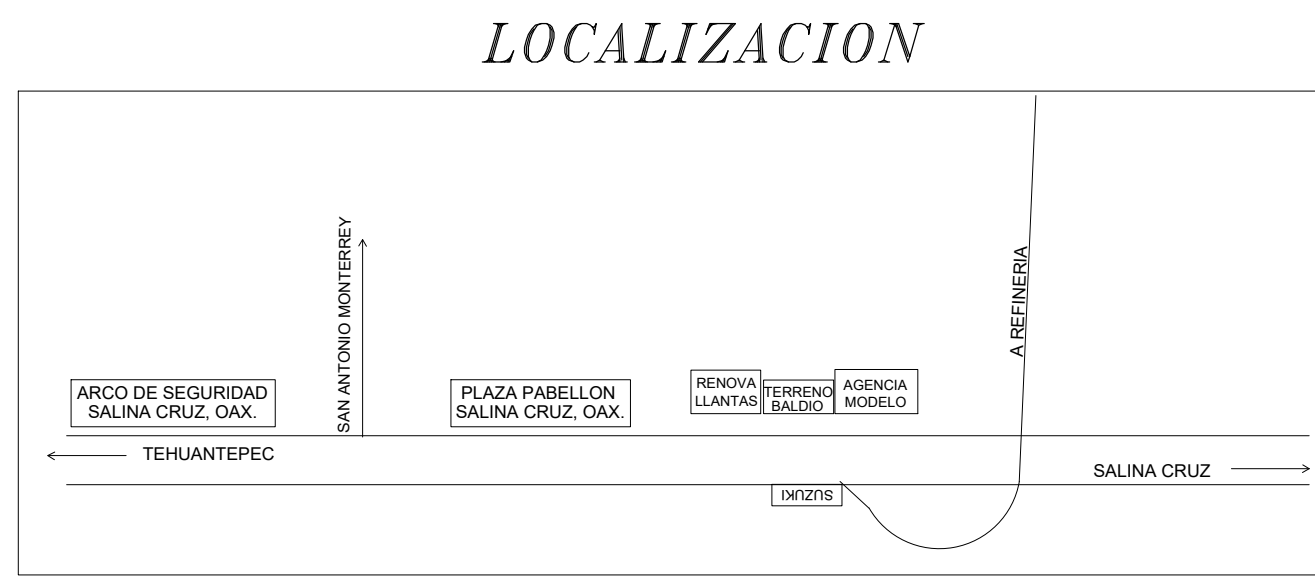 LOCALIZACION
SAN ANTONIO MONTERREY
A REFINERIA
ARCO DE SEGURIDAD
SALINA CRUZ, OAX.
PLAZA PABELLON
SALINA CRUZ, OAX.
RENOVA
LLANTAS
TERRENO
BALDIO
AGENCIA
MODELO
TEHUANTEPEC
SALINA CRUZ
SUZUKI